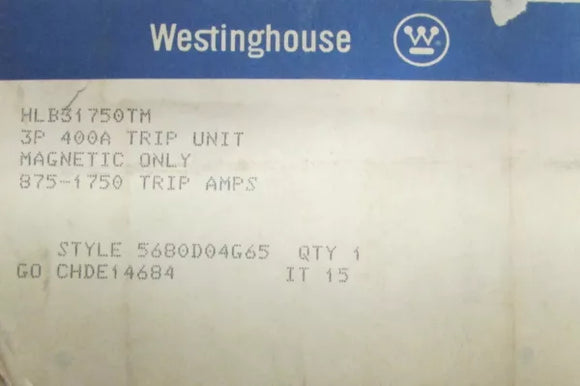 Westinghouse W
HLB31750TM
3P 400A TRIP UNIT
MAGNETIC ONLY
875-1750 TRIP AMPS
STYLE 5680D04G65 QTY 1
GO CHDE14684 IT 15